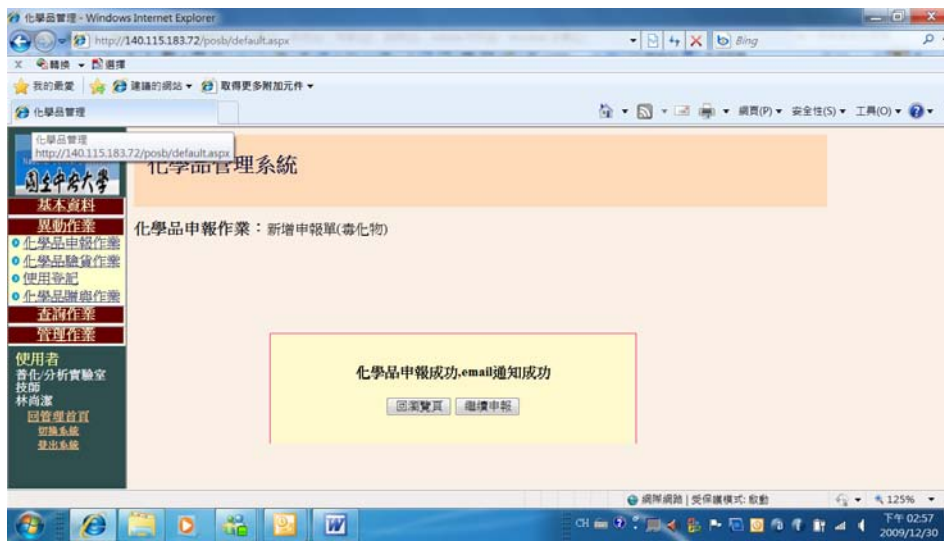 化學品管理 - Windows Internet Explorer
http://140.115.183.72/posb/default.aspx
Bing
X 轉換 選擇
我的最愛 建議的網站 取得更多附加元件
化學品管理
網頁(P) 安全性(S) 工具(O)
化學品管理
http://140.115.183.72/posb/default.aspx
國立中央大學
化學品管理系統
基本資料
異動作業
化學品申報作業
化學品驗貨作業
使用登記
化學品贈與作業
查詢作業
管理作業
化學品申報作業：新增申報單(毒化物)
使用者
普化/分析實驗室
技師
林尚潔
回管理首頁
切換系統
登出系統
化學品申報成功,email通知成功
回瀏覽頁 繼續申報
網際網路 | 受保護模式: 啟動
125%
CH
下午 02:57
2009/12/30